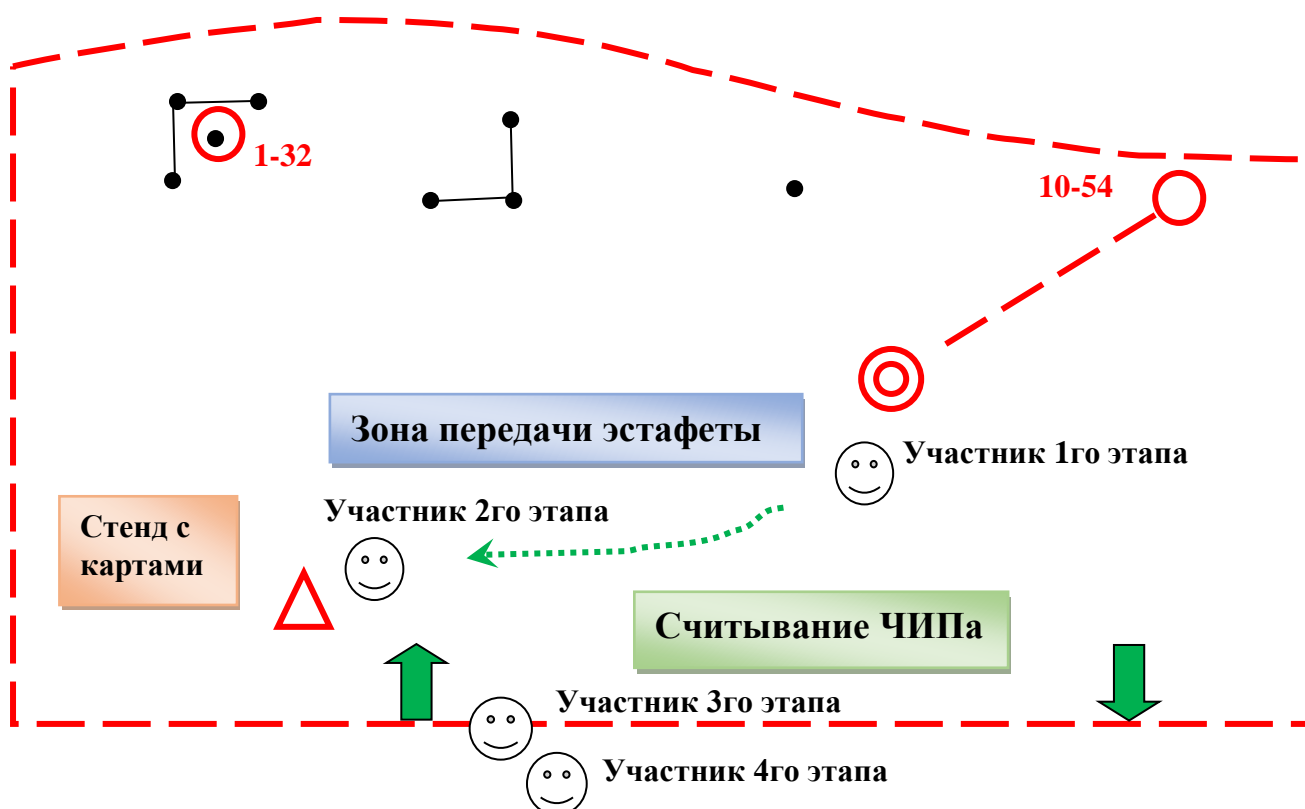 1-32
10-54
Зона передачи эстафеты
Участник 1го этапа
Участник 2го этапа
Стенд с
картами
Считывание ЧИПа
Участник 3го этапа
Участник 4го этапа